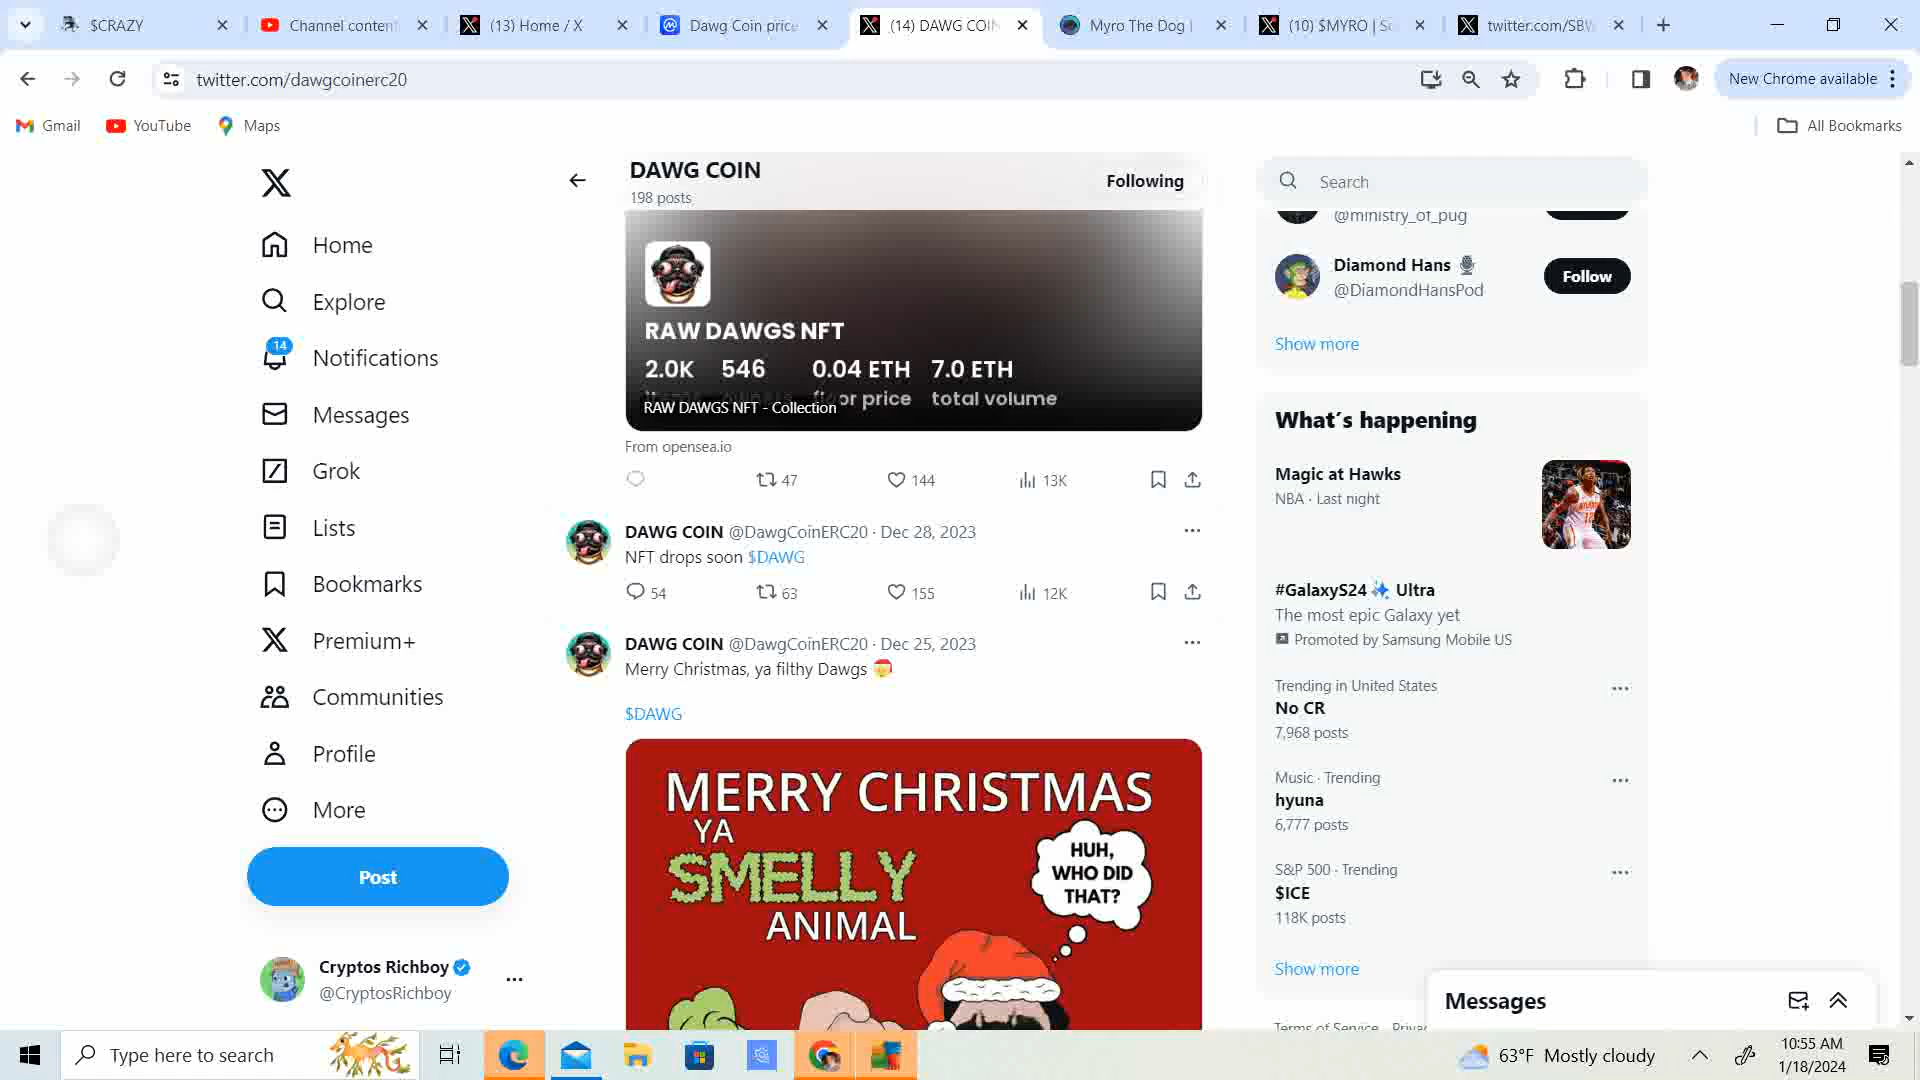 $CRAZY
Channel content
(13) Home / X
Dawg Coin price
(14) DAWG COIN
Myro The Dog |
(10) $MYRO | So
twitter.com/SBW
twitter.com/dawgcoinerc20
New Chrome available
Gmail
YouTube
Maps
All Bookmarks
Home
Explore
14
Notifications
Messages
Grok
Lists
Bookmarks
Premium+
Communities
Profile
More
Post
Cryptos Richboy
@CryptosRichboy
DAWG COIN
198 posts
Following
RAW DAWGS NFT
2.0K 546 0.04 ETH 7.0 ETH
floor price total volume
RAW DAWGS NFT - Collection
From opensea.io
47 144 13K
DAWG COIN @DawgCoinERC20 · Dec 28, 2023
NFT drops soon $DAWG
54 63 155 12K
DAWG COIN @DawgCoinERC20 · Dec 25, 2023
Merry Christmas, ya filthy Dawgs
$DAWG
MERRY CHRISTMAS
YA
SMELLY
ANIMAL
HUH,
WHO DID
THAT?
Search
@ministry_of_pug
Diamond Hans
@DiamondHansPod
Follow
Show more
What's happening
Magic at Hawks
NBA · Last night
#GalaxyS24 Ultra
The most epic Galaxy yet
Promoted by Samsung Mobile US
Trending in United States
No CR
7,968 posts
Music · Trending
hyuna
6,777 posts
S&P 500 · Trending
$ICE
118K posts
Show more
Terms of Service
Messages
Type here to search
63°F Mostly cloudy
10:55 AM
1/18/2024